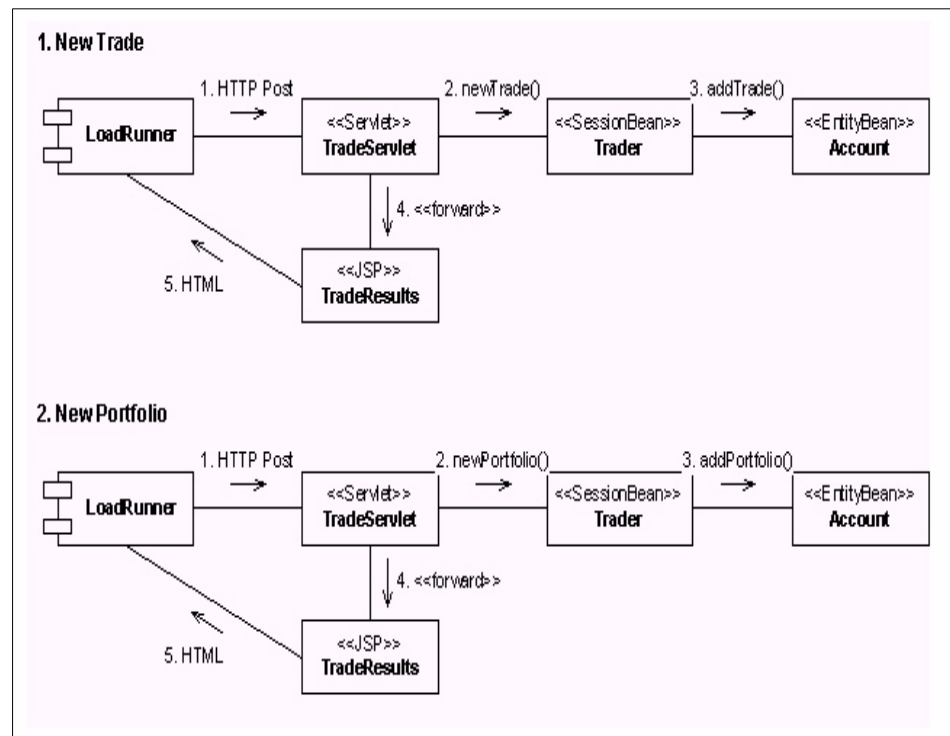 1. New Trade
1. HTTP Post
2. newTrade()
3. addTrade()
LoadRunner
<<Servlet>>
TradeServlet
<<SessionBean>>
Trader
<<EntityBean>>
Account
4. <<forward>>
5. HTML
<<JSP>>
TradeResults
2. New Portfolio
1. HTTP Post
2. newPortfolio()
3. addPortfolio()
LoadRunner
<<Servlet>>
TradeServlet
<<SessionBean>>
Trader
<<EntityBean>>
Account
4. <<forward>>
5. HTML
<<JSP>>
TradeResults